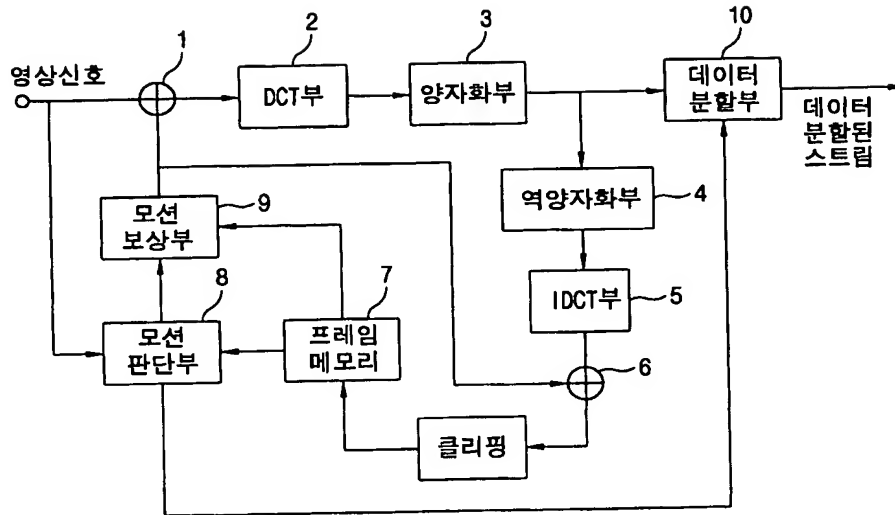 영상신호
1
2
DCT부
3
양자화부
10
데이터
분할부
데이터
분할된
스트림
역양자화부
4
IDCT부
5
6
9
모션
보상부
8
모션
판단부
7
프레임
메모리
클리핑